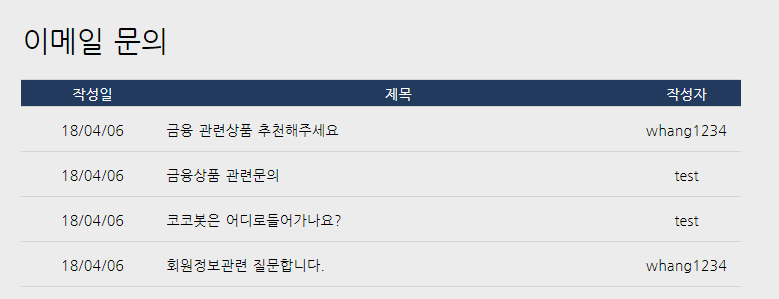 이메일 문의
작성일 제목 작성자
18/04/06 금융 관련상품 추천해주세요 whang1234
18/04/06 금융상품 관련문의 test
18/04/06 코코봇은 어디로들어가나요? test
18/04/06 회원정보관련 질문합니다. whang1234